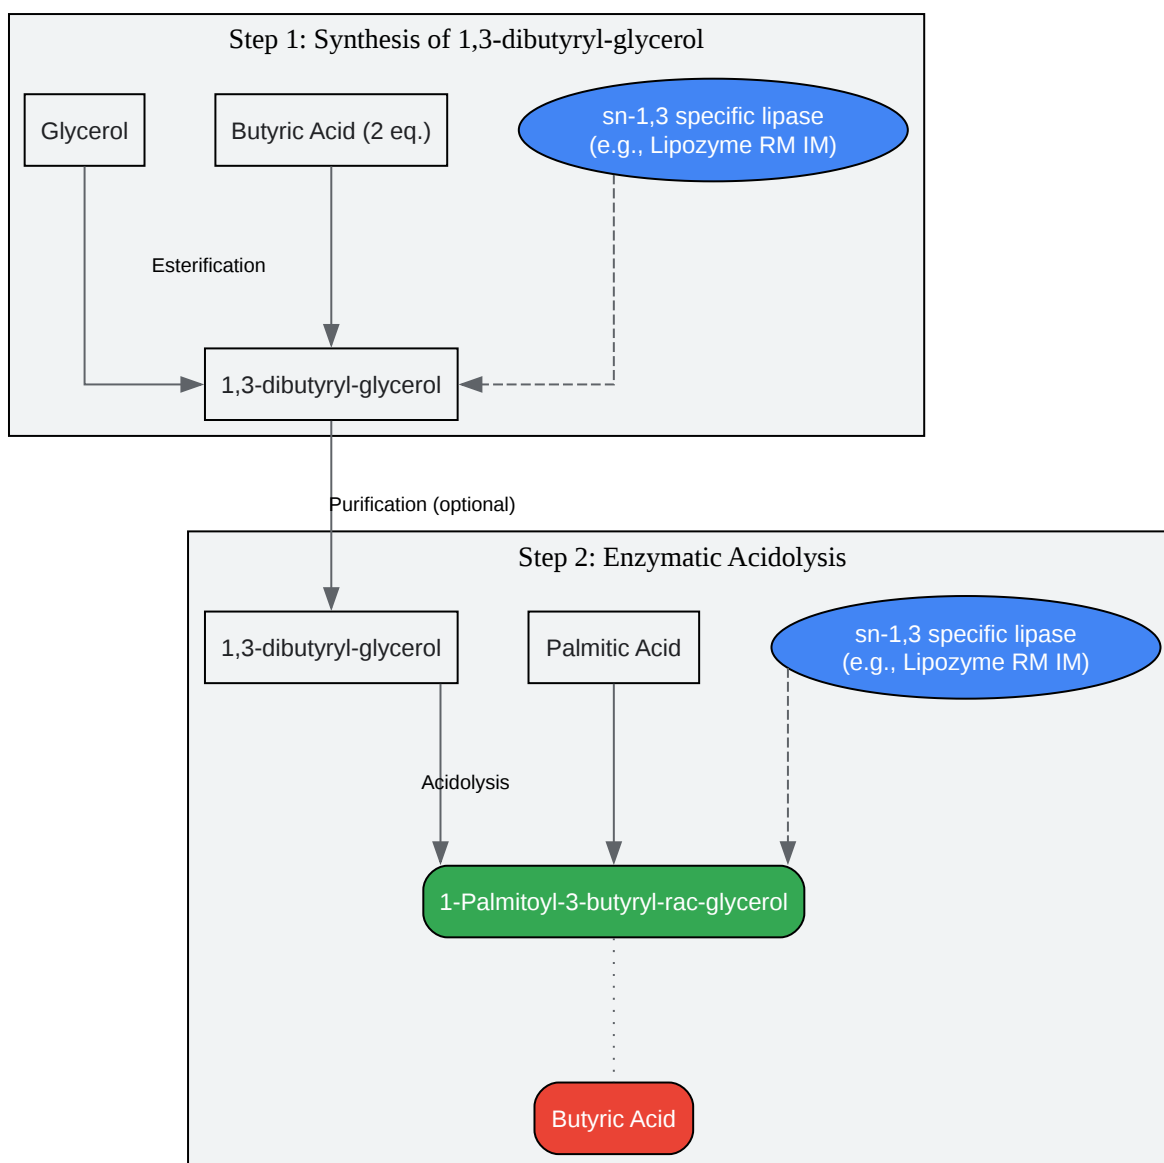 Step 1: Synthesis of 1,3-dibutyryl-glycerol
Glycerol
Butyric Acid (2 eq.)
sn-1,3 specific lipase
(e.g., Lipozyme RM IM)
Esterification
1,3-dibutyryl-glycerol
Purification (optional)
Step 2: Enzymatic Acidolysis
1,3-dibutyryl-glycerol
Palmitic Acid
sn-1,3 specific lipase
(e.g., Lipozyme RM IM)
Acidolysis
1-Palmitoyl-3-butyryl-rac-glycerol
Butyric Acid